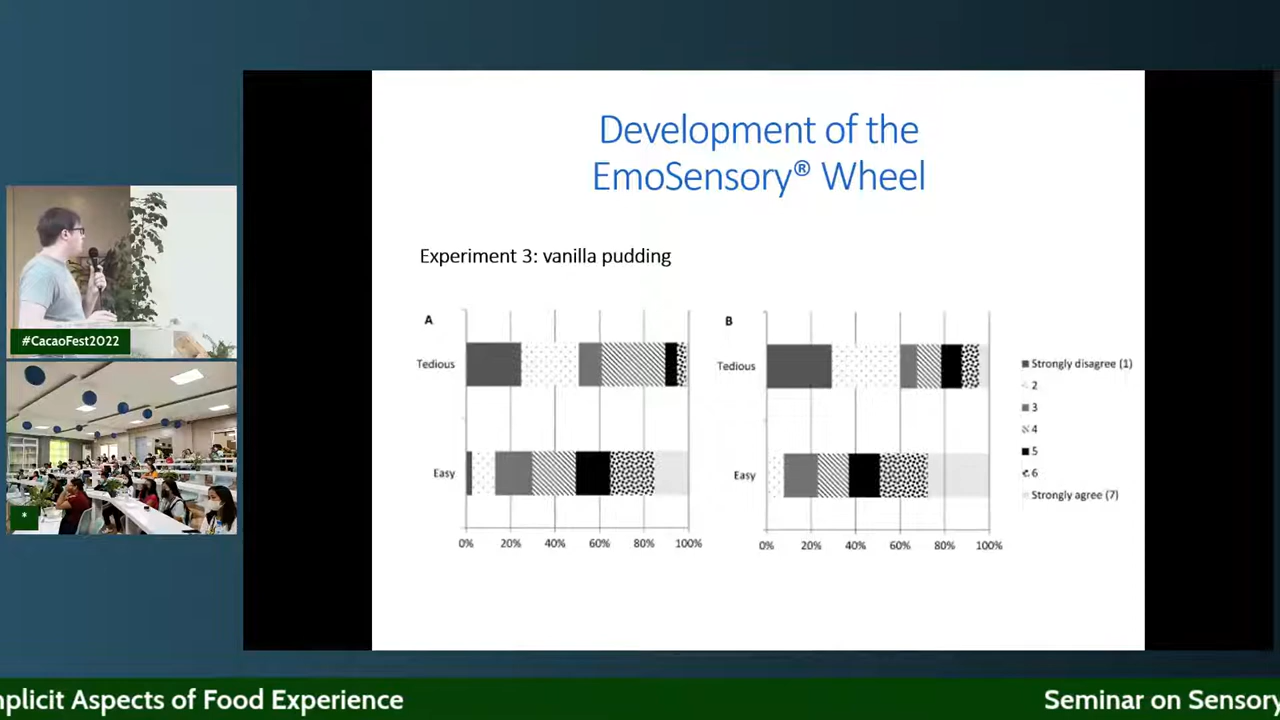 Development of the
EmoSensory® Wheel
Experiment 3: vanilla pudding
A
Tedious
Easy
0% 20% 40% 60% 80% 100%
B
Tedious
Easy
0% 20% 40% 60% 80% 100%
Strongly disagree (1)
2
3
4
5
6
Strongly agree (7)
#CacaoFest2022
*
mplicit Aspects of Food Experience
Seminar on Sensory